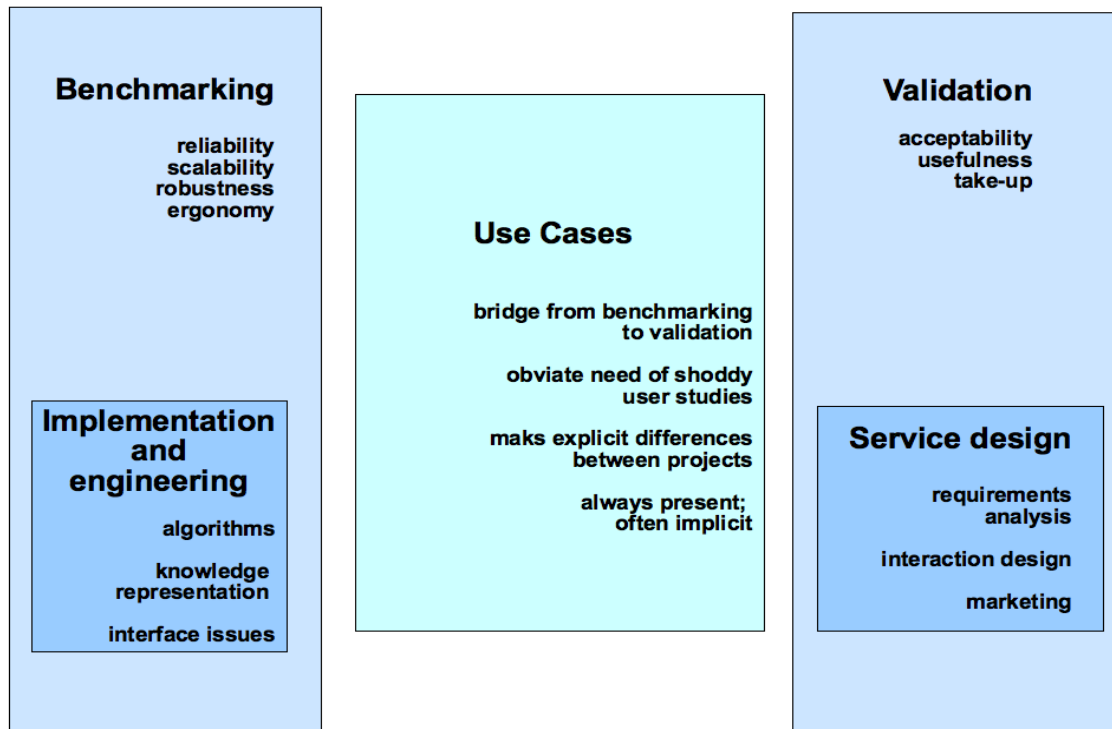 Benchmarking
reliability
scalability
robustness
ergonomy
Implementation
and
engineering
algorithms
knowledge
representation
interface issues
Use Cases
bridge from benchmarking
to validation
obviate need of shoddy
user studies
maks explicit differences
between projects
always present;
often implicit
Validation
acceptability
usefulness
take-up
Service design
requirements
analysis
interaction design
marketing